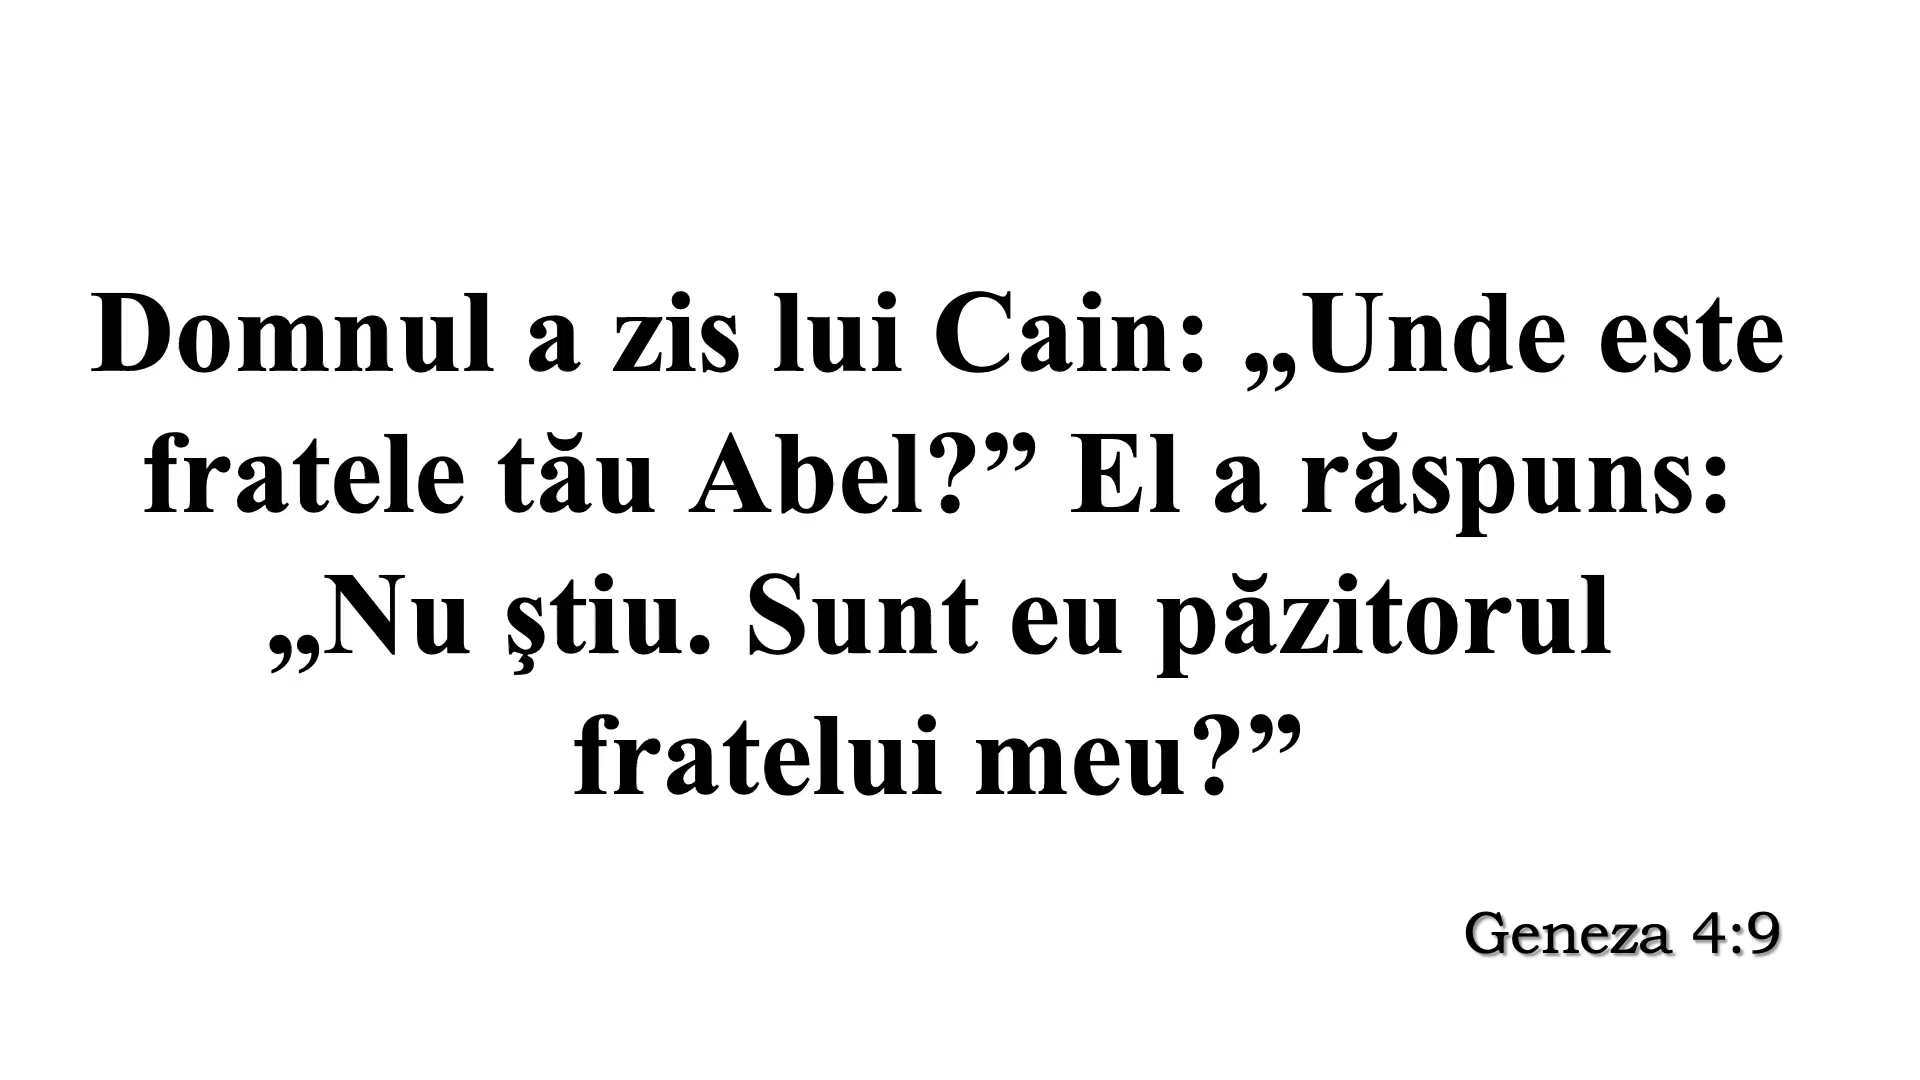 Domnul a zis lui Cain: „Unde este
fratele tău Abel?” El a răspuns:
„Nu ştiu. Sunt eu păzitorul
fratelui meu?”
Geneza 4:9